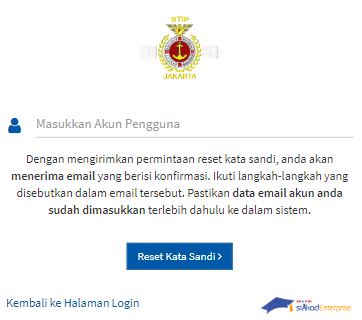 STIP
JAKARTA
Masukkan Akun Pengguna
Dengan mengirimkan permintaan reset kata sandi, anda akan
menerima email yang berisi konfirmasi. Ikuti langkah-langkah yang
disebutkan dalam email tersebut. Pastikan data email akun anda
sudah dimasukkan terlebih dahulu ke dalam sistem.
Reset Kata Sandi >
Kembali ke Halaman Login
siAkadEnterprise